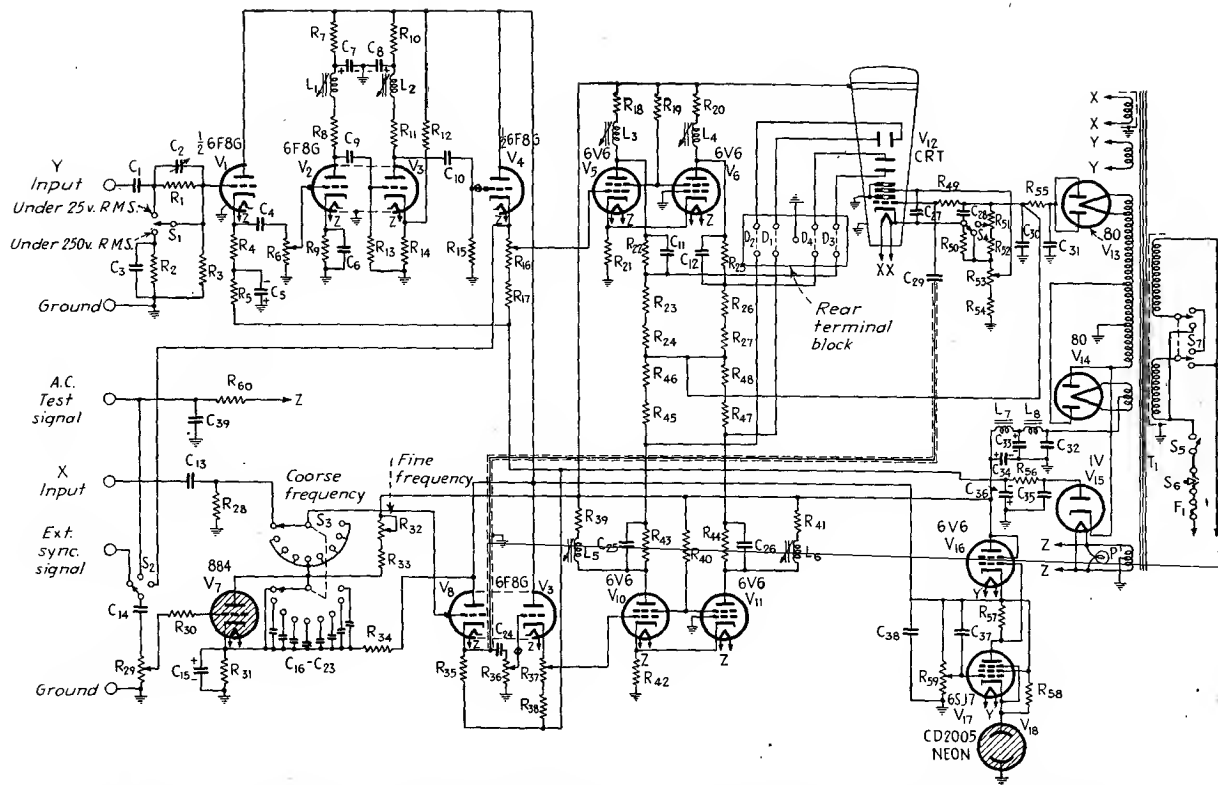 Y
Input
Under 25v. R.M.S.
Under 250v. R.M.S.
Ground
C1
C2
R1
S1
C3
R2
R3
½ 6F8G
V1
R4
C4
R5
C5
R6
R7
C7
C8
R10
L1
L2
R8
C9
R11
R12
6F8G
V2
V3
Z
Z
Z
R9
C6
R13
R14
C10
R15
½6F8G
V4
Z
R16
R17
R18
R19
R20
L3
L4
6V6
V5
6V6
V6
Z
Z
R21
R22
C11
C12
R25
R23
R26
R24
R27
R46
R48
R45
R47
D2
D1
D4
D3
Rear
terminal
block
V12
CRT
XX
C29
R49
C27
C28
R50
S4
R51
R52
R53
R54
C30
R55
C31
80
V13
80
V14
X
X
Y
Y
S7
S5
S6
F1
T1
L7
L8
C33
C32
C34
R56
C36
C35
1V
V15
Z
Z
P1
A.C.
Test
signal
R60
Z
C39
X
Input
C13
R28
Coarse
frequency
Fine
frequency
S3
R32
R33
Ext.
sync.
signal
S2
C14
R29
R30
884
V7
C15
R31
C16-C23
R34
Ground
V8
6F8G
V3
Z
Z
C24
R35
R36
R37
R38
R39
L5
C25
R43
R40
R44
C26
R41
L6
6V6
V10
6V6
V11
Z
Z
R42
C38
6V6
V16
Y
R57
C37
R59
6SJ7
V17
Y
R58
V18
CD2005
NEON